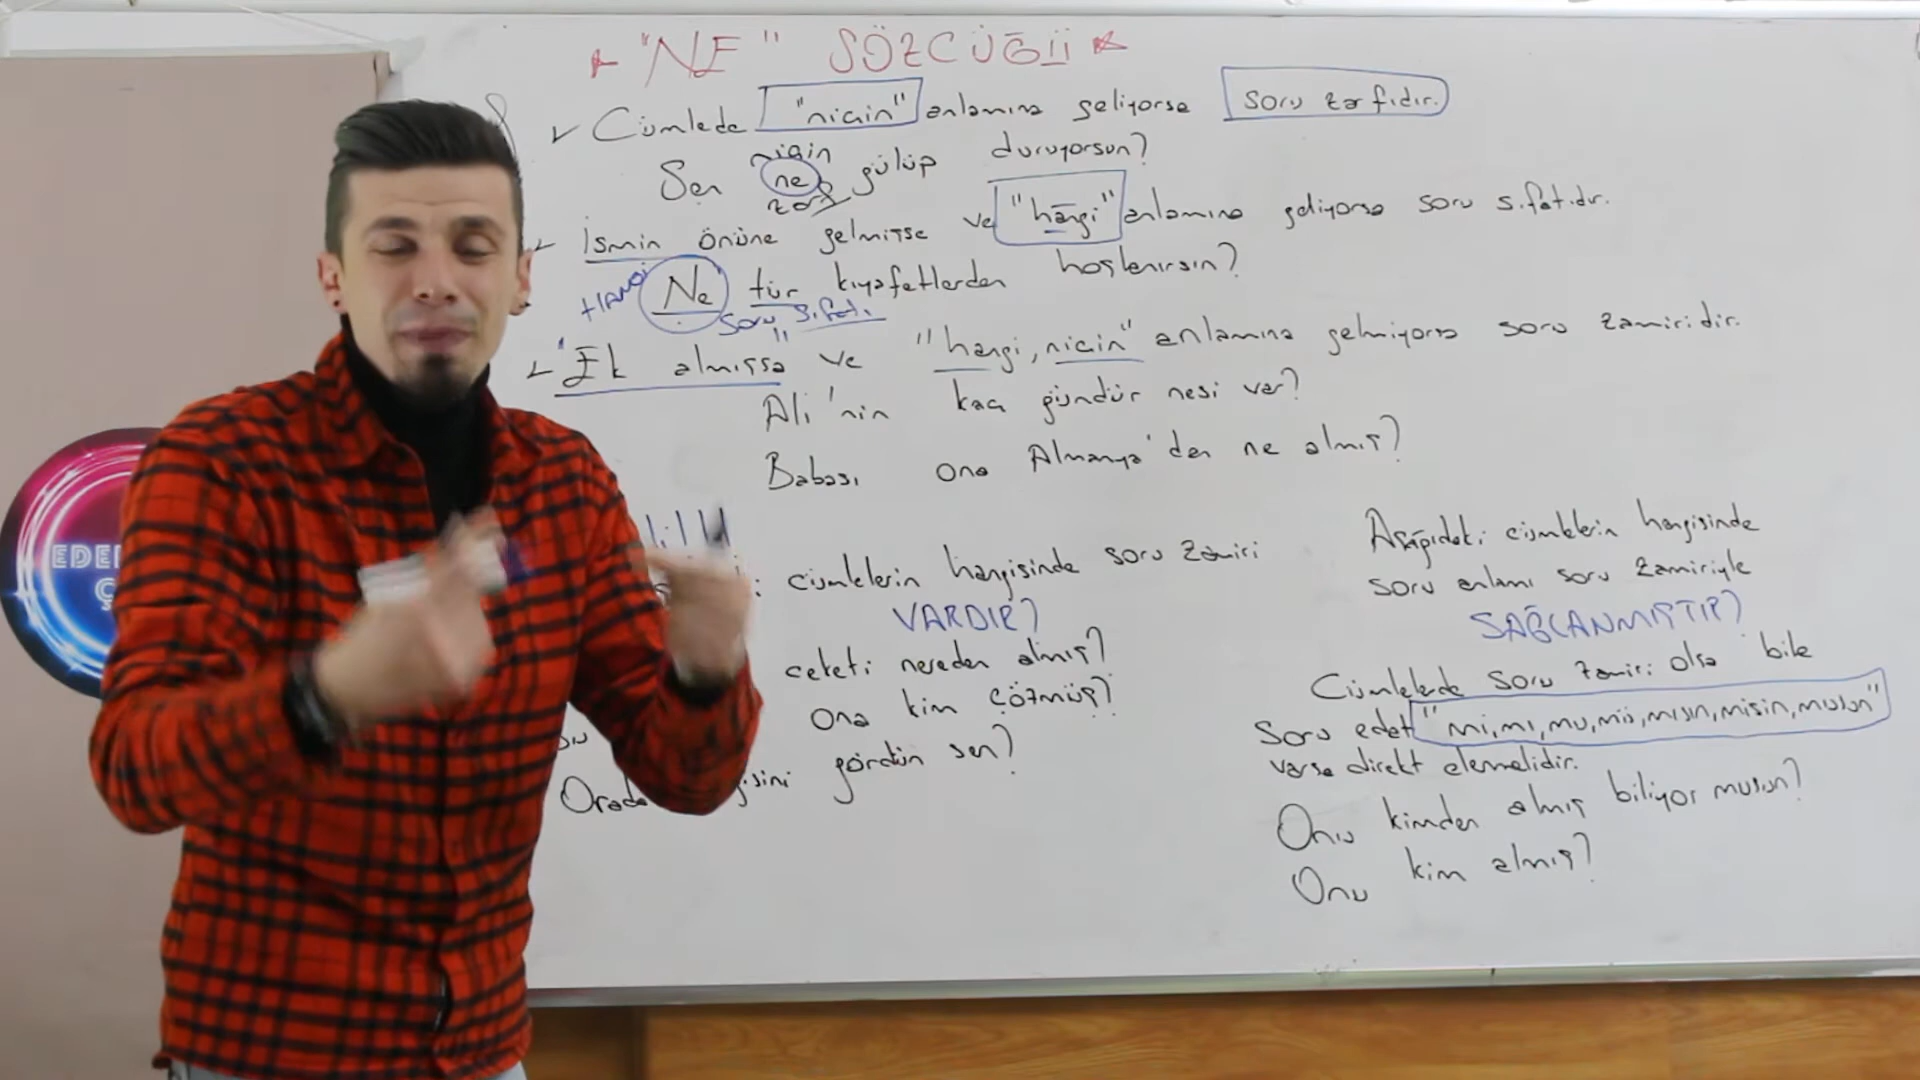 "NE" SÖZCÜĞÜ
Cümlede "niçin" anlamına geliyorsa soru zarfıdır.
niçin
Sen ne gülüp duruyorsun?
zarf
İsmin önüne gelmişse ve "hangi" anlamına geliyorsa soru sıfatıdır.
HANGİ
Ne tür kıyafetlerden hoşlanırsın?
soru sıfatı
"Ek almışsa" ve "hangi, niçin" anlamına gelmiyorsa soru zamiridir.
Ali'nin kaç gündür nesi var?
Babası ona Almanya'dan ne almış?
cümlelerin hangisinde soru zamiri
VARDIR?
ceketi nereden almış?
ona kim çözmüş?
gördün sen?
Aşağıdaki cümlelerin hangisinde
soru anlamı soru zamiriyle
SAĞLANMIŞTIR?
Cümlelerde soru zamiri olsa bile
Soru edatı "mi, mı, mu, mü, mısın, misin, musun"
varsa direkt elemelidir.
Onu kimden almış biliyor musun?
Onu kim almış?
EDE